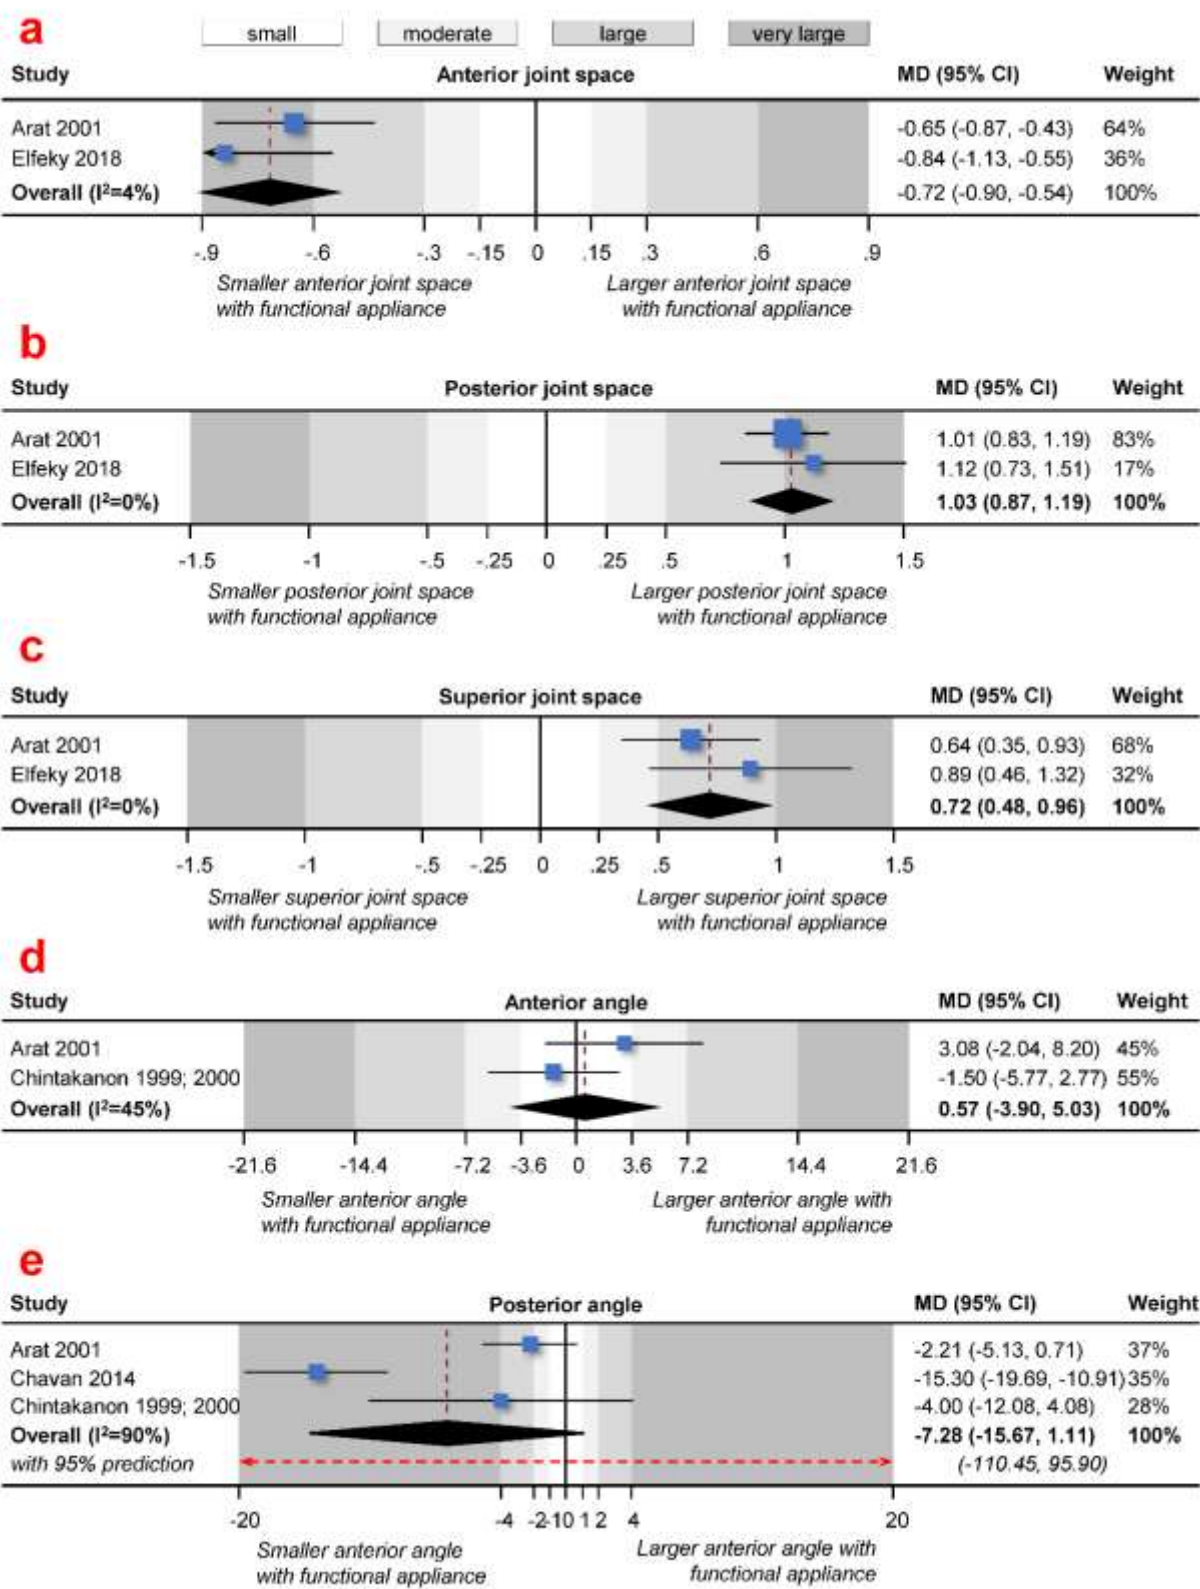 a
small moderate large very large
Study Anterior joint space MD (95% CI) Weight
Arat 2001 -0.65 (-0.87, -0.43) 64%
Elfeky 2018 -0.84 (-1.13, -0.55) 36%
Overall (I²=4%) -0.72 (-0.90, -0.54) 100%
-.9 -.6 -.3 -.15 0 .15 .3 .6 .9
Smaller anterior joint space Larger anterior joint space
with functional appliance with functional appliance
b
Study Posterior joint space MD (95% CI) Weight
Arat 2001 1.01 (0.83, 1.19) 83%
Elfeky 2018 1.12 (0.73, 1.51) 17%
Overall (I²=0%) 1.03 (0.87, 1.19) 100%
-1.5 -1 -.5 -.25 0 .25 .5 1 1.5
Smaller posterior joint space Larger posterior joint space
with functional appliance with functional appliance
c
Study Superior joint space MD (95% CI) Weight
Arat 2001 0.64 (0.35, 0.93) 68%
Elfeky 2018 0.89 (0.46, 1.32) 32%
Overall (I²=0%) 0.72 (0.48, 0.96) 100%
-1.5 -1 -.5 -.25 0 .25 .5 1 1.5
Smaller superior joint space Larger superior joint space
with functional appliance with functional appliance
d
Study Anterior angle MD (95% CI) Weight
Arat 2001 3.08 (-2.04, 8.20) 45%
Chintakanon 1999; 2000 -1.50 (-5.77, 2.77) 55%
Overall (I²=45%) 0.57 (-3.90, 5.03) 100%
-21.6 -14.4 -7.2 -3.6 0 3.6 7.2 14.4 21.6
Smaller anterior angle Larger anterior angle with
with functional appliance functional appliance
e
Study Posterior angle MD (95% CI) Weight
Arat 2001 -2.21 (-5.13, 0.71) 37%
Chavan 2014 -15.30 (-19.69, -10.91) 35%
Chintakanon 1999; 2000 -4.00 (-12.08, 4.08) 28%
Overall (I²=90%) -7.28 (-15.67, 1.11) 100%
with 95% prediction (-110.45, 95.90)
-20 -4 -2 -1 0 1 2 4 20
Smaller anterior angle Larger anterior angle with
with functional appliance functional appliance